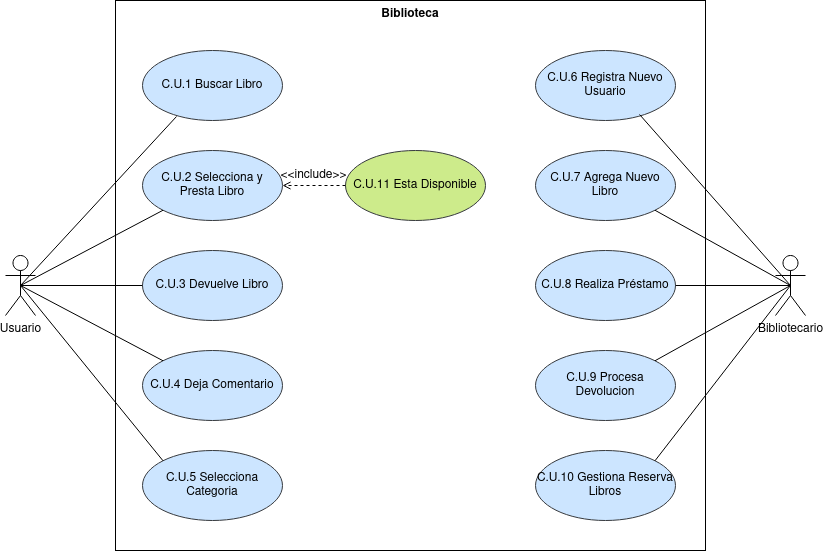 Biblioteca
C.U.1 Buscar Libro
C.U.6 Registra Nuevo
Usuario
C.U.2 Selecciona y
Presta Libro
<<include>>
C.U.11 Esta Disponible
C.U.7 Agrega Nuevo
Libro
C.U.3 Devuelve Libro
C.U.8 Realiza Préstamo
Usuario
Bibliotecario
C.U.4 Deja Comentario
C.U.9 Procesa
Devolucion
C.U.5 Selecciona
Categoria
C.U.10 Gestiona Reserva
Libros